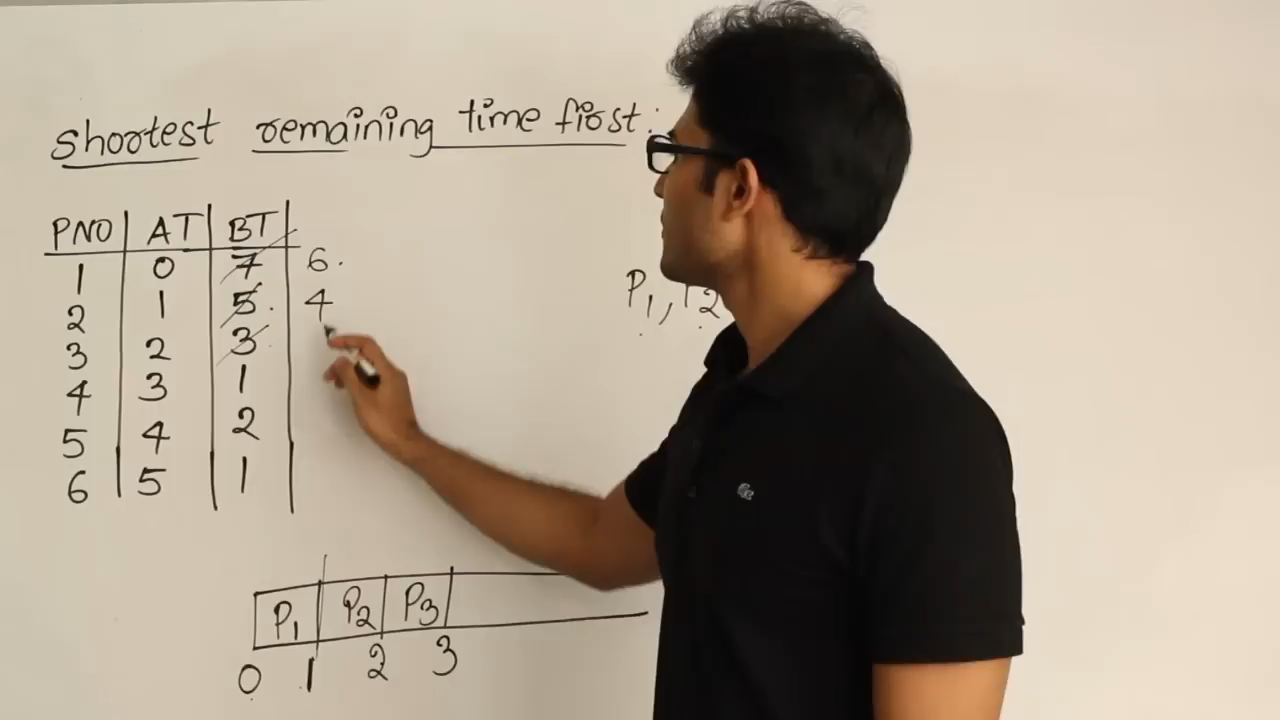 shortest remaining time first:
PNO AT BT
1 0 7 6.
2 1 5. 4
3 2 3.
4 3 1
5 4 2
6 5 1
P1, P2
P1 P2 P3
0 1 2 3